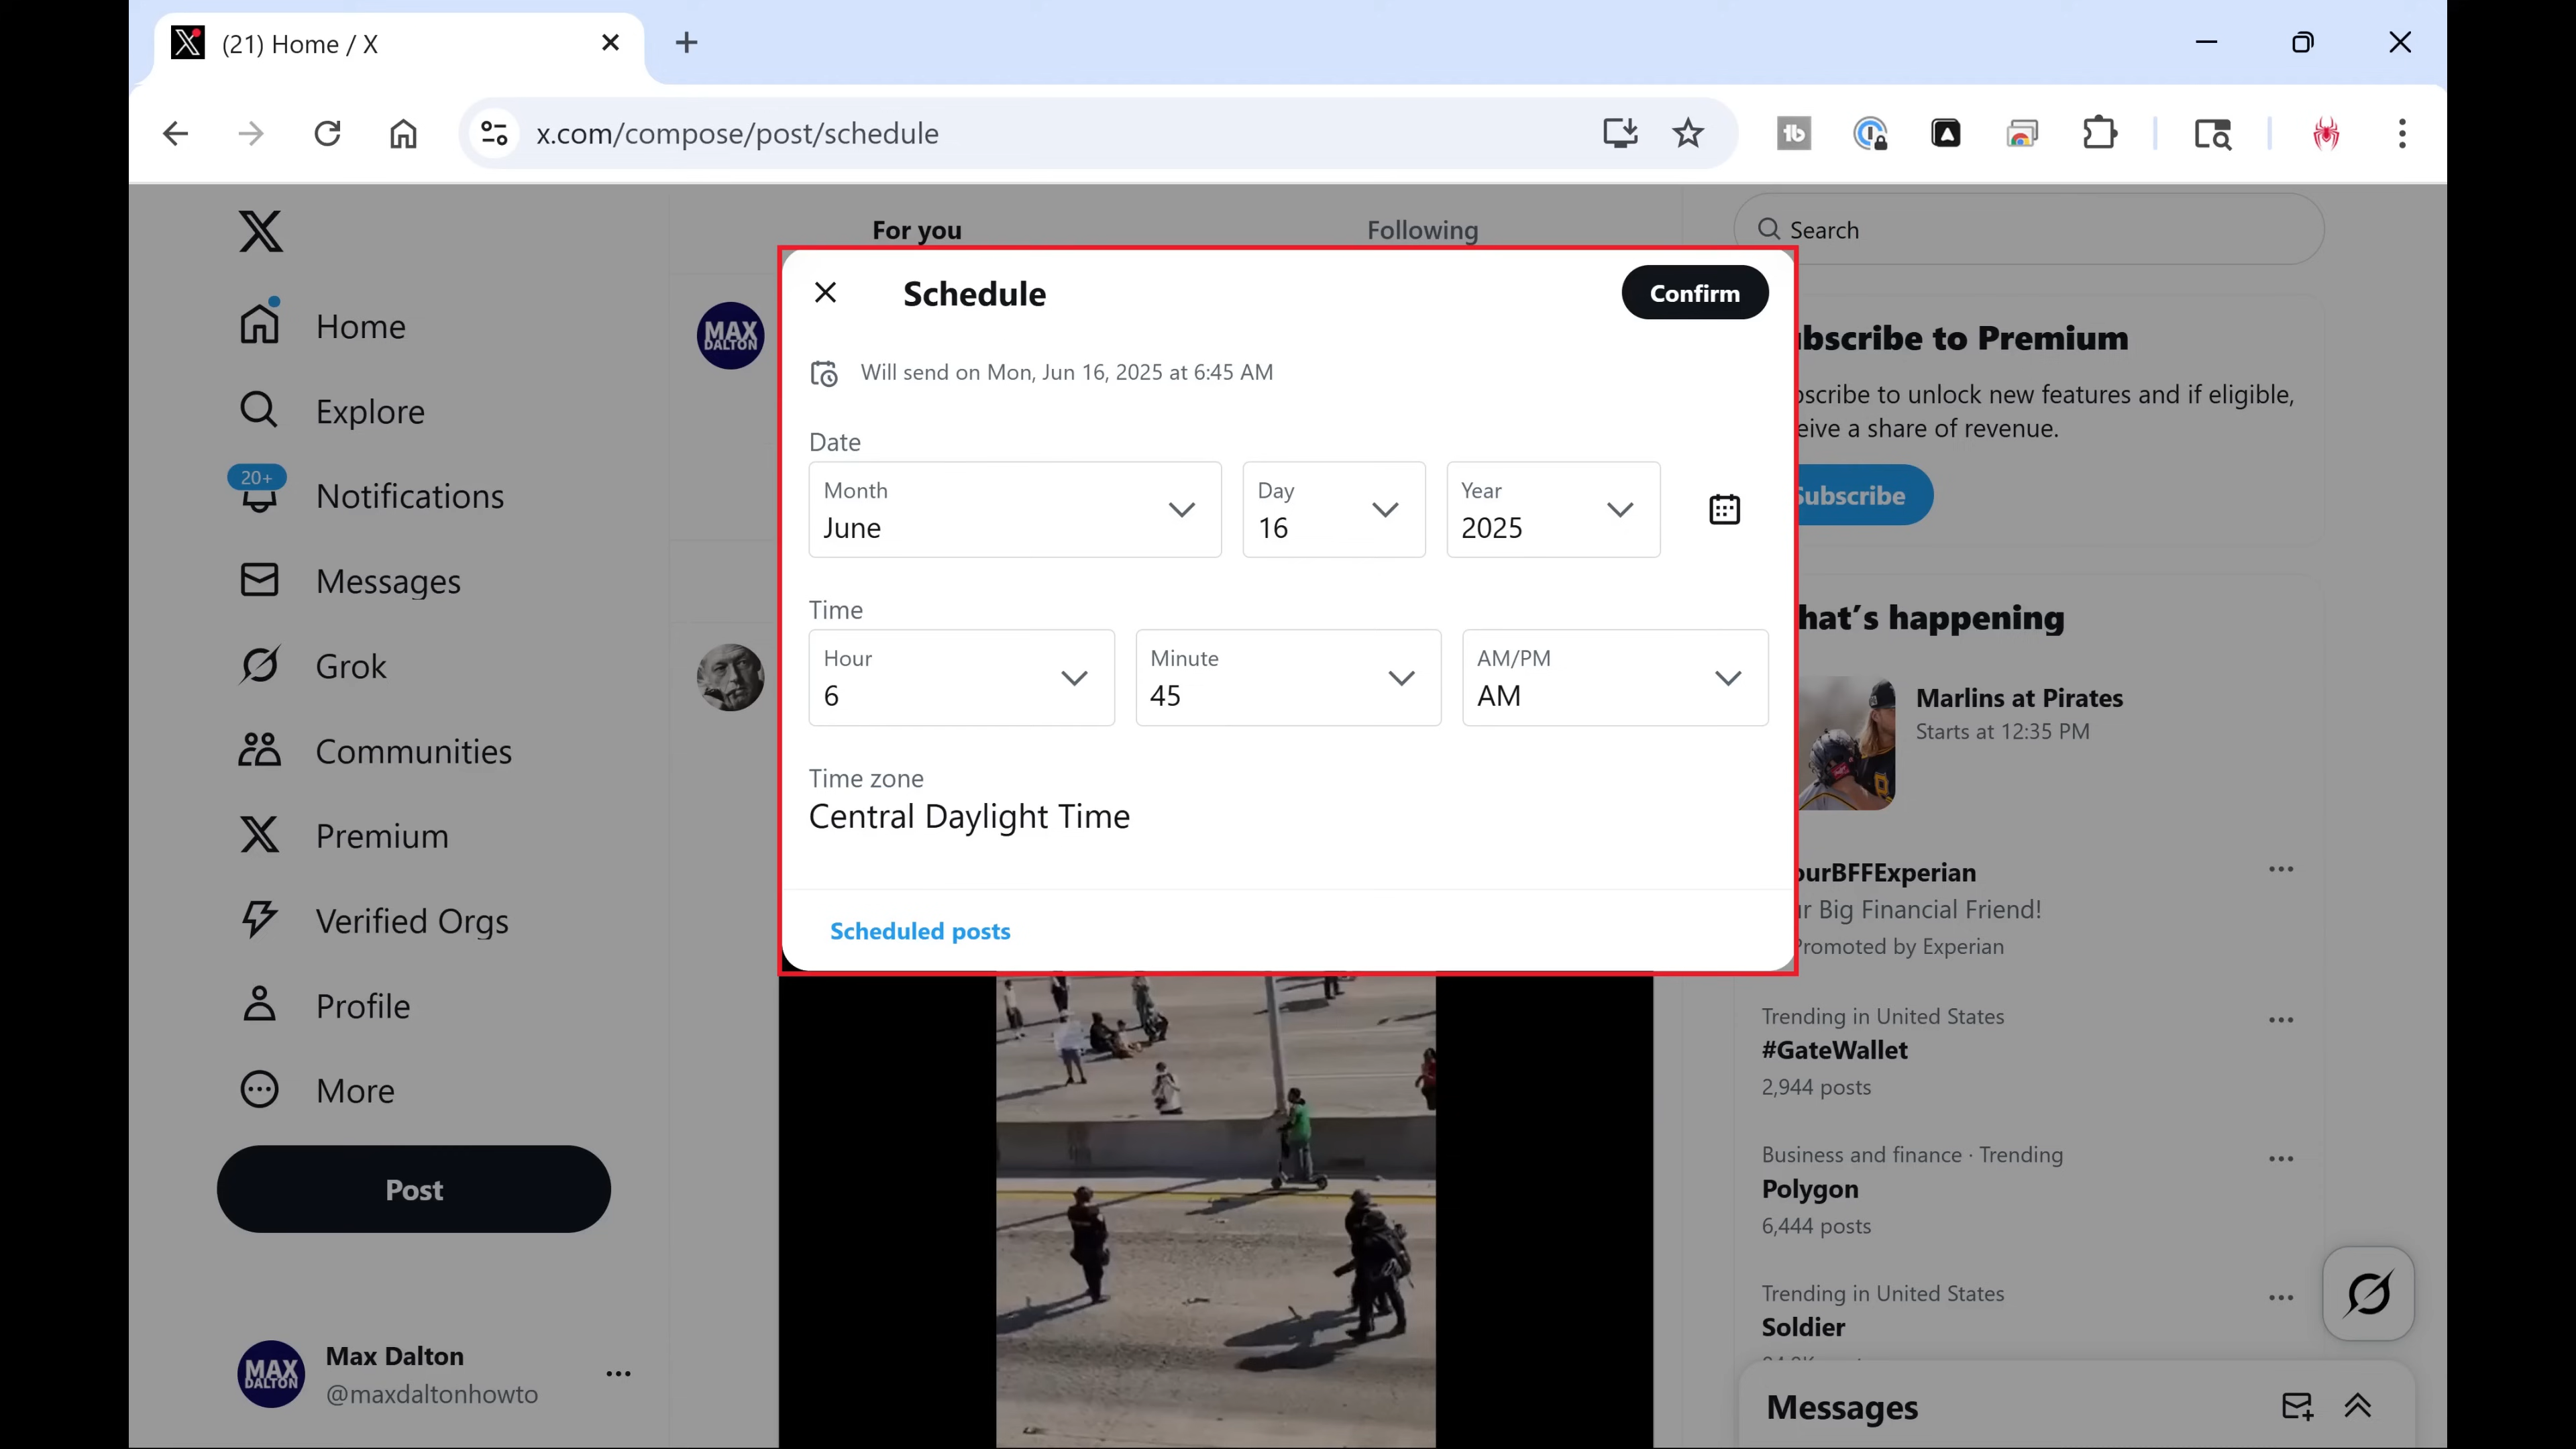 (21) Home / X
x.com/compose/post/schedule
For you
Following
Search
Home
Explore
20+
Notifications
Messages
Grok
Communities
Premium
Verified Orgs
Profile
More
Post
Max Dalton
@maxdaltonhowto
MAX
DALTON
MAX
DALTON
Schedule
Confirm
Will send on Mon, Jun 16, 2025 at 6:45 AM
Date
Month
June
Day
16
Year
2025
Time
Hour
6
Minute
45
AM/PM
AM
Time zone
Central Daylight Time
Scheduled posts
bscribe to Premium
bscribe to unlock new features and if eligible,
eive a share of revenue.
Subscribe
hat's happening
Marlins at Pirates
Starts at 12:35 PM
ourBFFExperian
r Big Financial Friend!
Promoted by Experian
Trending in United States
#GateWallet
2,944 posts
Business and finance · Trending
Polygon
6,444 posts
Trending in United States
Soldier
Messages